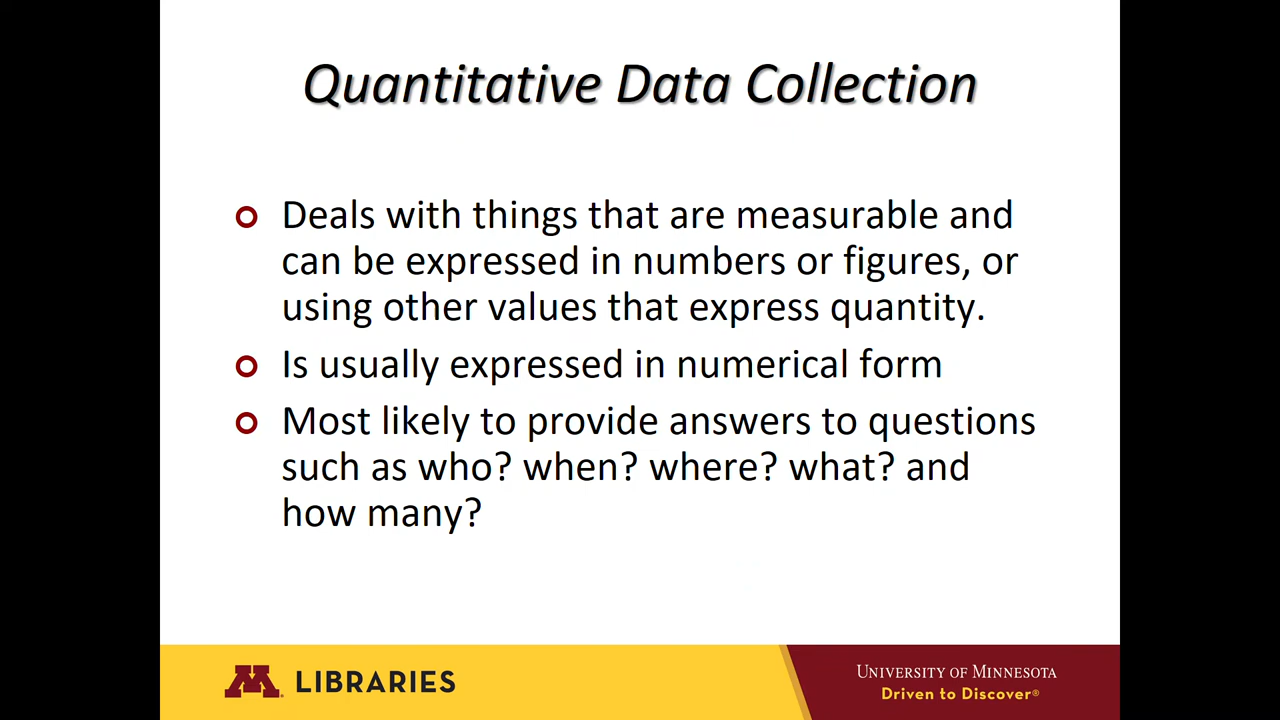 Quantitative Data Collection
Deals with things that are measurable and
can be expressed in numbers or figures, or
using other values that express quantity.
Is usually expressed in numerical form
Most likely to provide answers to questions
such as who? when? where? what? and
how many?
M LIBRARIES
UNIVERSITY OF MINNESOTA
Driven to Discover®